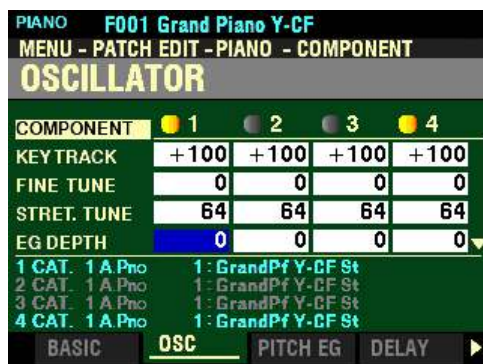 PIANO F001 Grand Piano Y-CF
MENU - PATCH EDIT - PIANO - COMPONENT
OSCILLATOR
COMPONENT 1 2 3 4
KEYTRACK +100 +100 +100 +100
FINE TUNE 0 0 0 0
STRET. TUNE 64 64 64 64
EG DEPTH 0 0 0 0
1 CAT. 1 A.Pno 1: GrandPf Y-CF St
2 CAT. 1 A.Pno 1: GrandPf Y-CF St
3 CAT. 1 A.Pno 1: GrandPf Y-CF St
4 CAT. 1 A.Pno 1: GrandPf Y-CF St
BASIC OSC PITCH EG DELAY